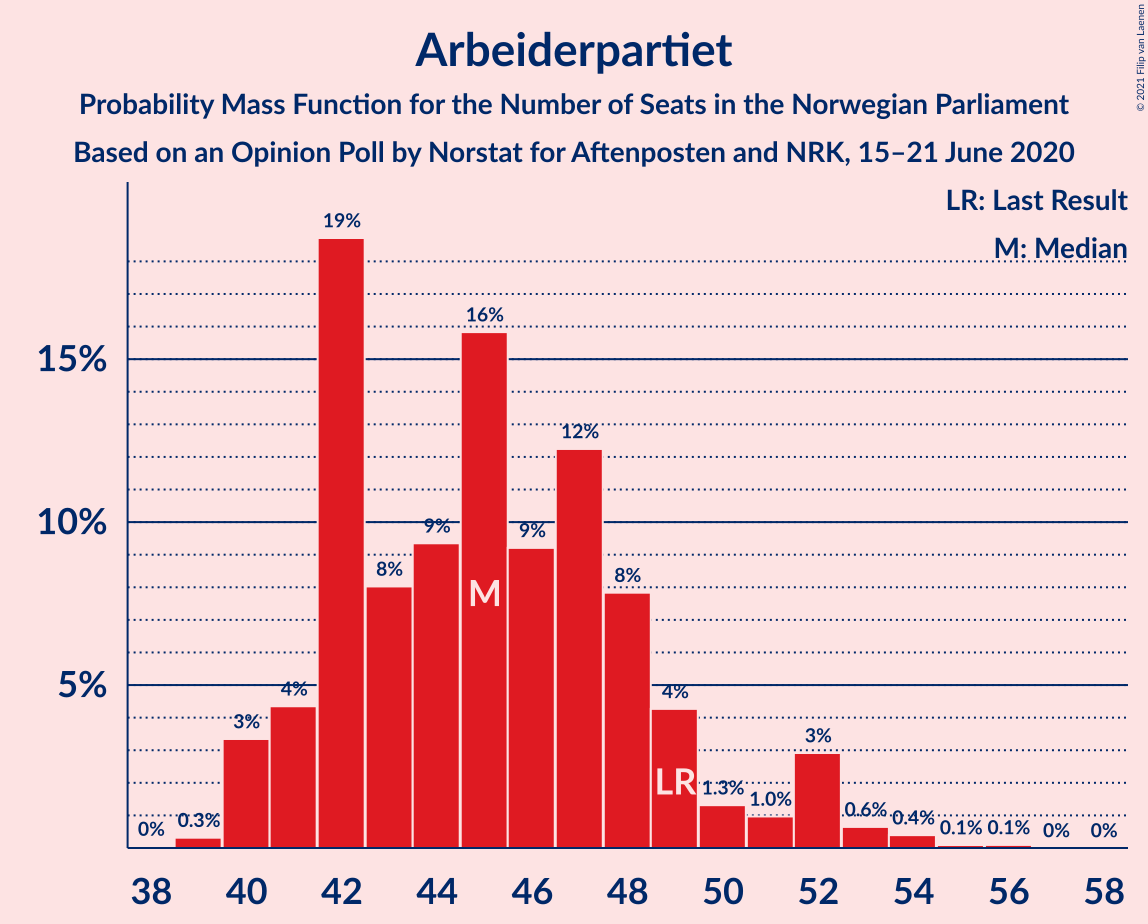 Arbeiderpartiet
Probability Mass Function for the Number of Seats in the Norwegian Parliament
Based on an Opinion Poll by Norstat for Aftenposten and NRK, 15–21 June 2020
© 2021 Filip van Laenen
LR: Last Result
M: Median
15%
10%
5%
0%
0.3%
3%
4%
19%
8%
9%
16%
9%
12%
8%
4%
1.3%
1.0%
3%
0.6%
0.4%
0.1%
0.1%
0%
0%
M
LR
38 40 42 44 46 48 50 52 54 56 58